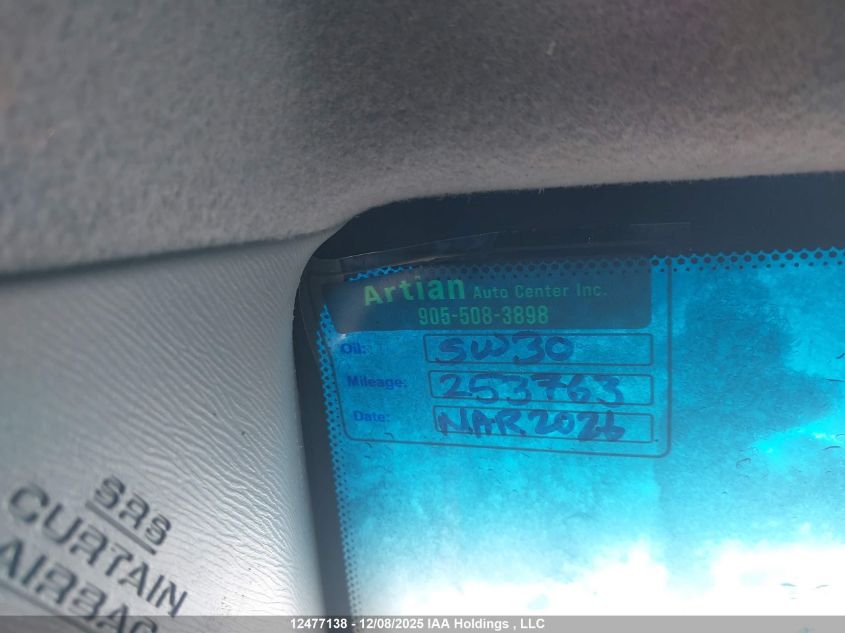 Artian Auto Center Inc.
905-508-3898
Oil: 5W30
Mileage: 253763
Date: MAR2026
SRS
CURTAIN
AIRBAG
12477138 - 12/08/2025 IAA Holdings , LLC